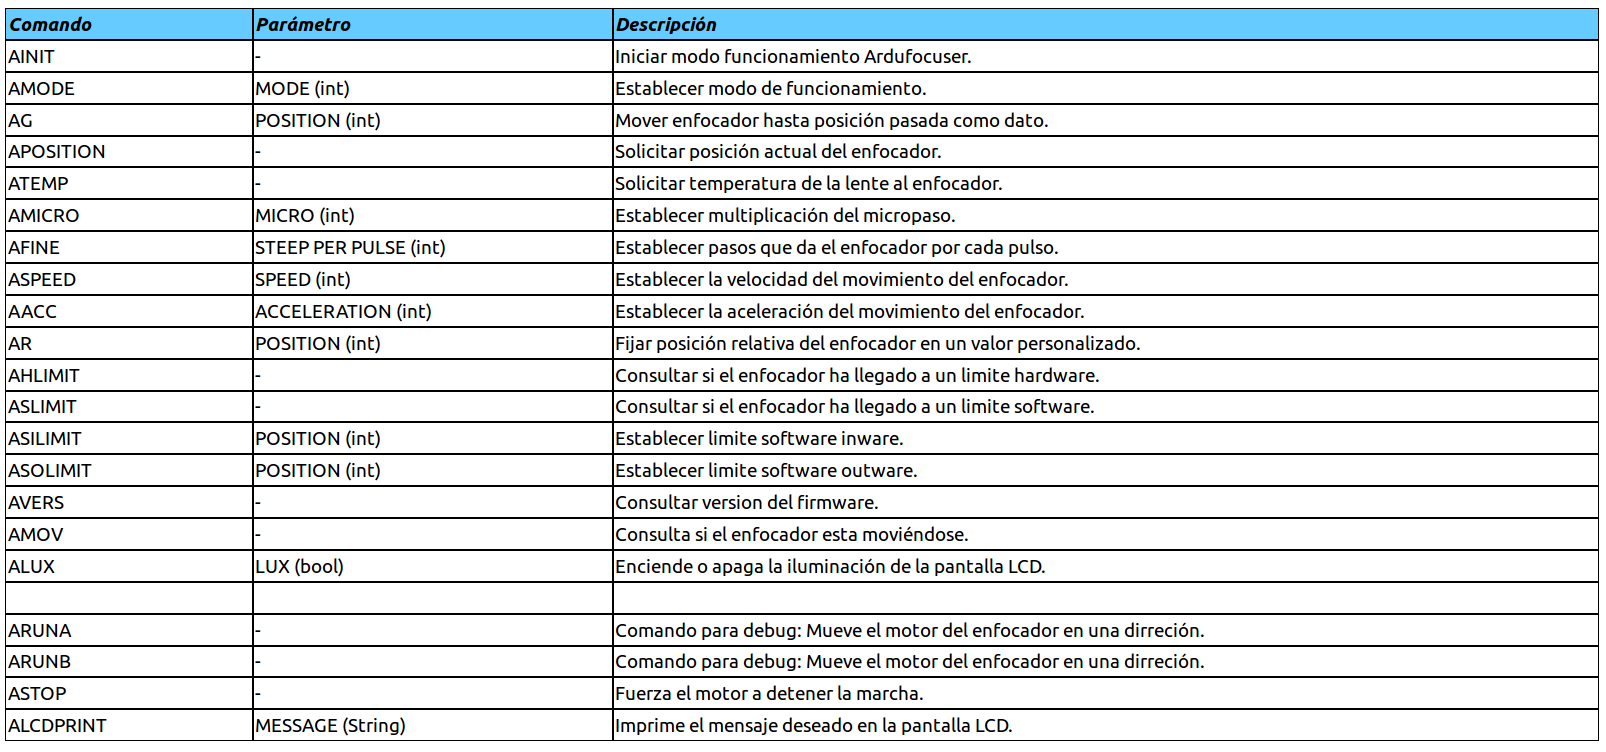 Comando Parámetro Descripción
AINIT - Iniciar modo funcionamiento Ardufocuser.
AMODE MODE (int) Establecer modo de funcionamiento.
AG POSITION (int) Mover enfocador hasta posición pasada como dato.
APOSITION - Solicitar posición actual del enfocador.
ATEMP - Solicitar temperatura de la lente al enfocador.
AMICRO MICRO (int) Establecer multiplicación del micropaso.
AFINE STEEP PER PULSE (int) Establecer pasos que da el enfocador por cada pulso.
ASPEED SPEED (int) Establecer la velocidad del movimiento del enfocador.
AACC ACCELERATION (int) Establecer la aceleración del movimiento del enfocador.
AR POSITION (int) Fijar posición relativa del enfocador en un valor personalizado.
AHLIMIT - Consultar si el enfocador ha llegado a un limite hardware.
ASLIMIT - Consultar si el enfocador ha llegado a un limite software.
ASILIMIT POSITION (int) Establecer limite software inware.
ASOLIMIT POSITION (int) Establecer limite software outware.
AVERS - Consultar version del firmware.
AMOV - Consulta si el enfocador esta moviéndose.
ALUX LUX (bool) Enciende o apaga la iluminación de la pantalla LCD.
ARUNA - Comando para debug: Mueve el motor del enfocador en una dirreción.
ARUNB - Comando para debug: Mueve el motor del enfocador en una dirreción.
ASTOP - Fuerza el motor a detener la marcha.
ALCDPRINT MESSAGE (String) Imprime el mensaje deseado en la pantalla LCD.